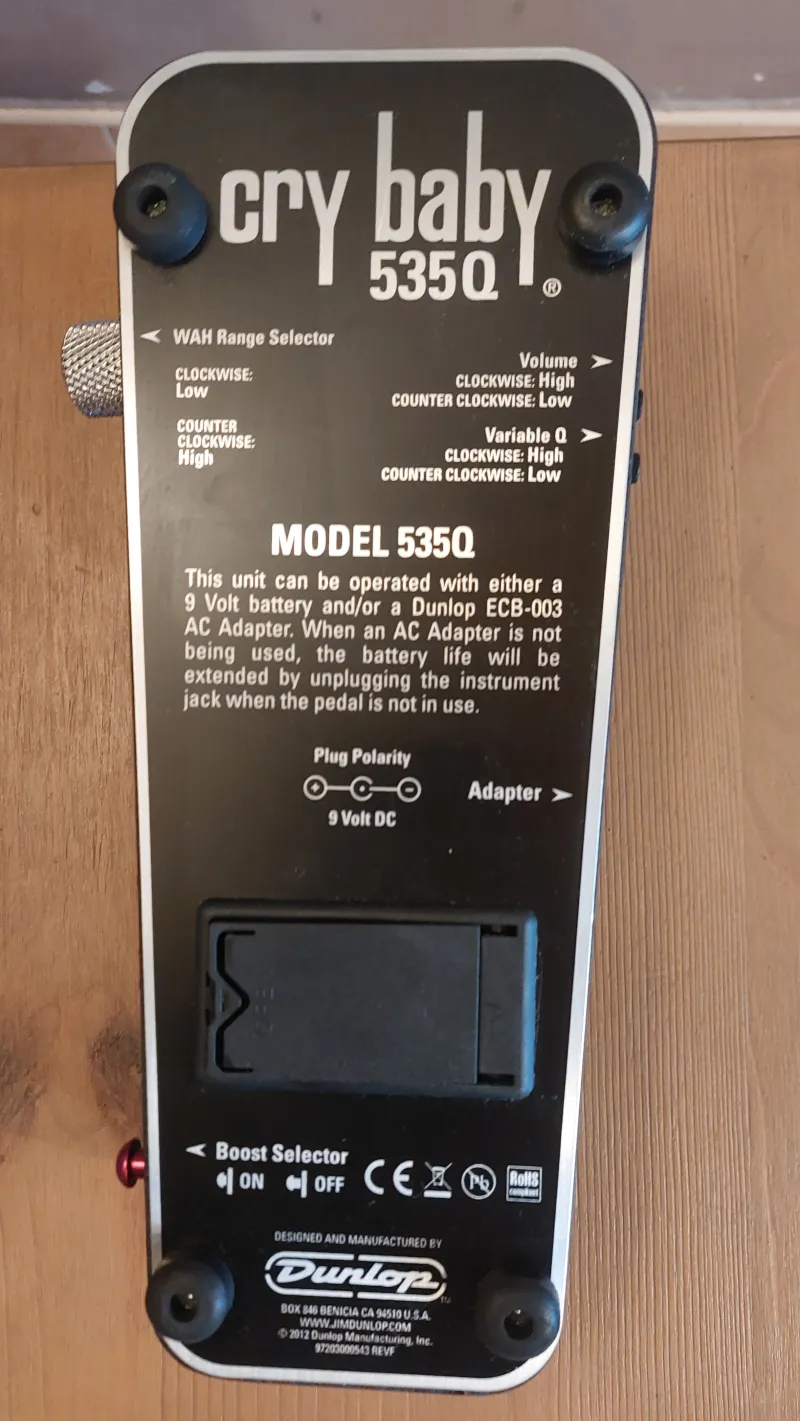 cry baby
535Q ®
WAH Range Selector
CLOCKWISE:
Low
COUNTER
CLOCKWISE:
High
Volume
CLOCKWISE: High
COUNTER CLOCKWISE: Low
Variable Q
CLOCKWISE: High
COUNTER CLOCKWISE: Low
MODEL 535Q
This unit can be operated with either a
9 Volt battery and/or a Dunlop ECB-003
AC Adapter. When an AC Adapter is not
being used, the battery life will be
extended by unplugging the instrument
jack when the pedal is not in use.
Plug Polarity
9 Volt DC
Adapter
Boost Selector
ON OFF
CE Pb RoHS
compliant
DESIGNED AND MANUFACTURED BY
Dunlop TM
BOX 846 BENICIA CA 94510 U.S.A.
WWW.JIMDUNLOP.COM
© 2012 Dunlop Manufacturing, Inc.
97203000543 REVF